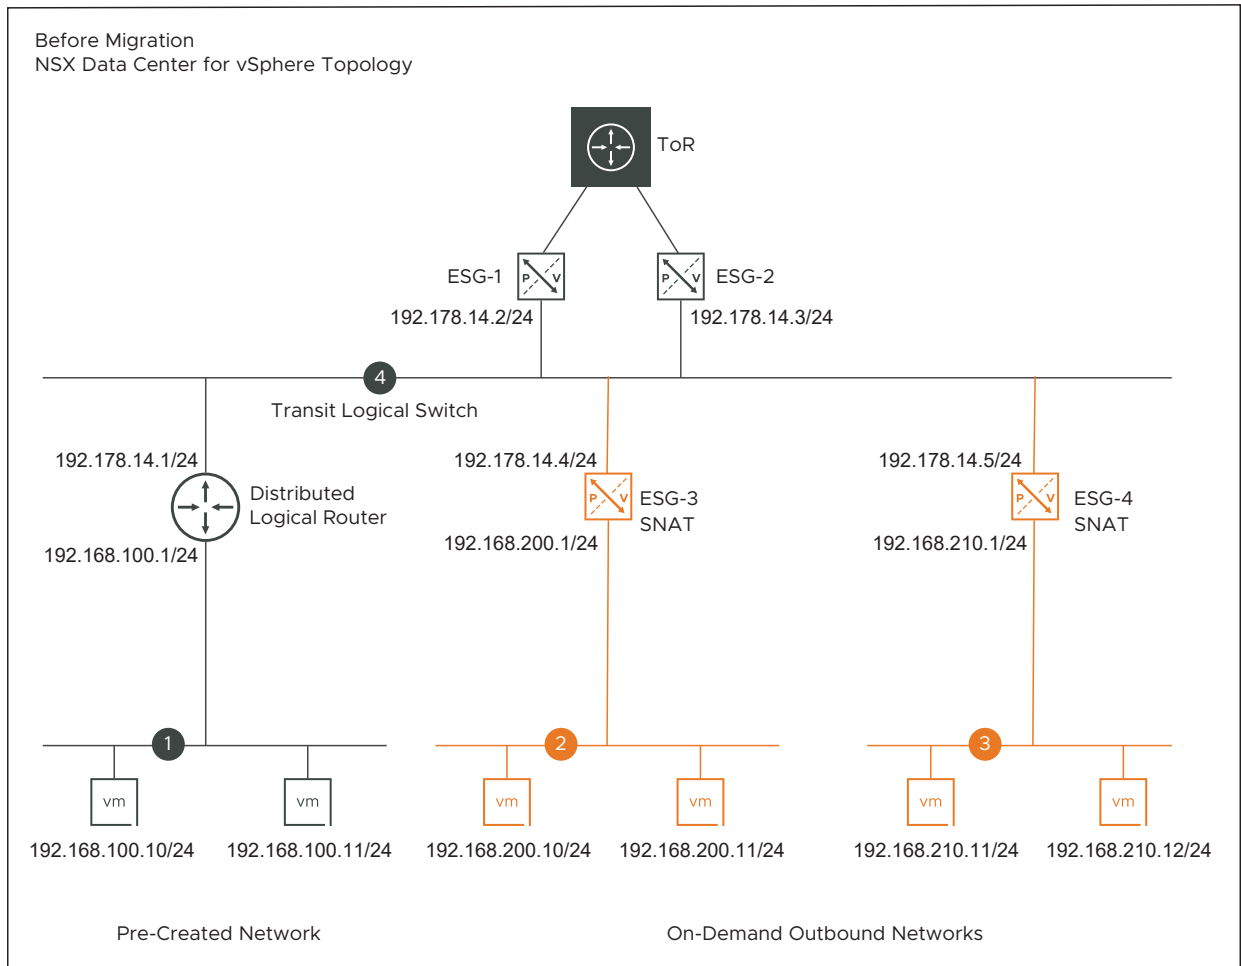 Before Migration
NSX Data Center for vSphere Topology
ToR
ESG-1
P V
P V
ESG-2
192.178.14.2/24
192.178.14.3/24
4
Transit Logical Switch
192.178.14.1/24
192.178.14.4/24
192.178.14.5/24
Distributed
Logical Router
P V
ESG-3
SNAT
P V
ESG-4
SNAT
192.168.100.1/24
192.168.200.1/24
192.168.210.1/24
1
2
3
vm
vm
vm
vm
vm
vm
192.168.100.10/24
192.168.100.11/24
192.168.200.10/24
192.168.200.11/24
192.168.210.11/24
192.168.210.12/24
Pre-Created Network
On-Demand Outbound Networks